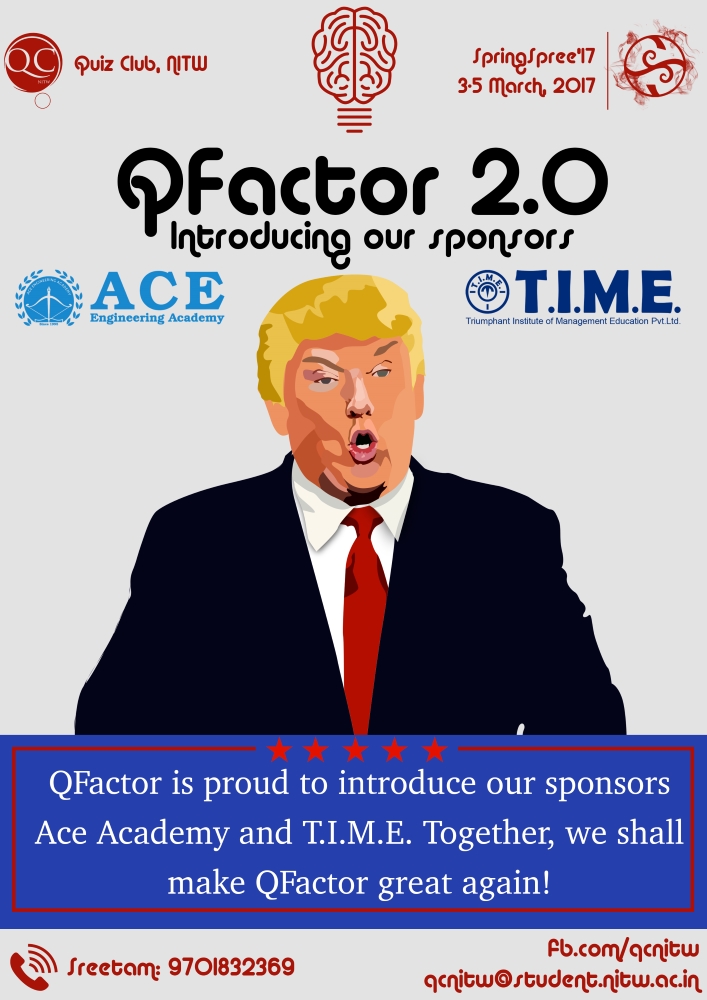 QC
NITW
Quiz Club, NITW
SpringSpree'17
3-5 March, 2017
QFactor 2.0
Introducing our sponsors
ACE
Engineering Academy
T.I.M.E.
T.I.M.E.
Triumphant Institute of Management Education Pvt.Ltd.
QFactor is proud to introduce our sponsors
Ace Academy and T.I.M.E. Together, we shall
make QFactor great again!
Sreetam: 9701832369
fb.com/qcnitw
qcnitw@student.nitw.ac.in